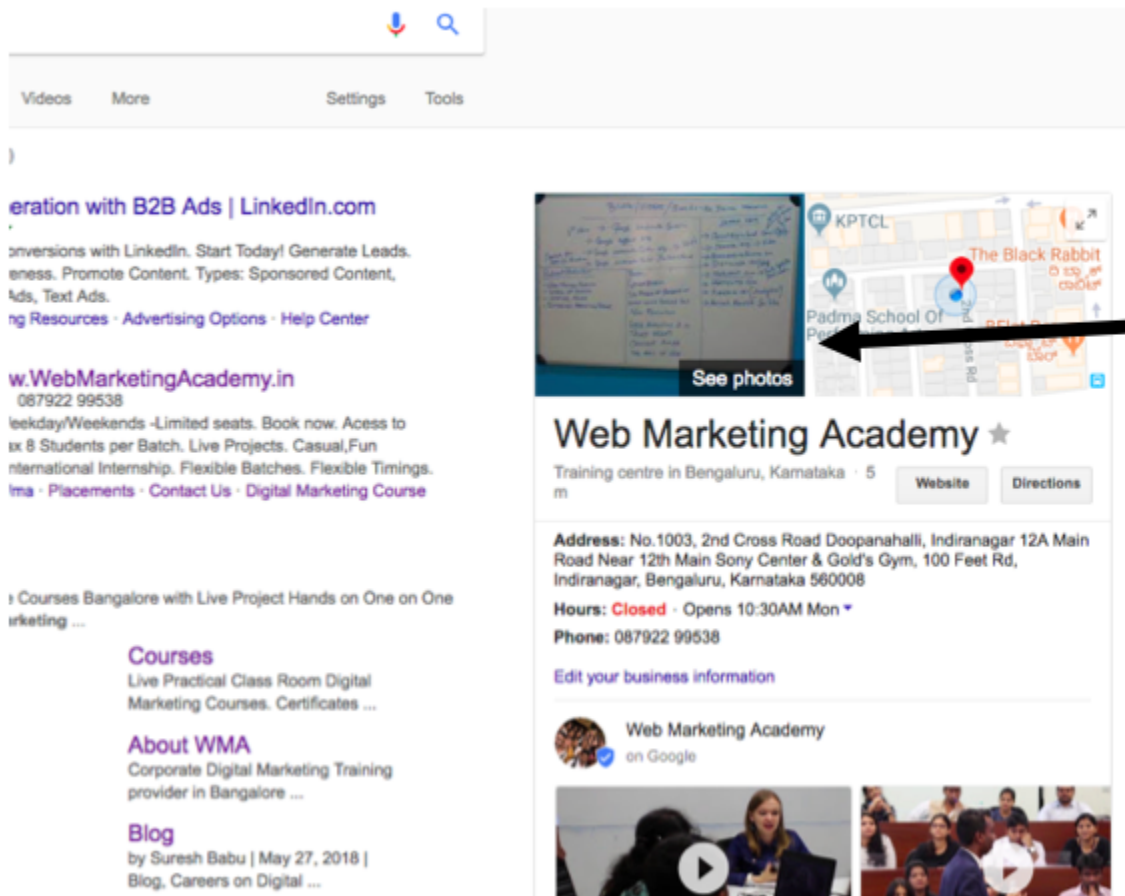 Videos More Settings Tools
eration with B2B Ads | LinkedIn.com
onversions with LinkedIn. Start Today! Generate Leads.
eness. Promote Content. Types: Sponsored Content,
Ads, Text Ads.
ng Resources · Advertising Options · Help Center
w.WebMarketingAcademy.in
087922 99538
eekday/Weekends -Limited seats. Book now. Acess to
ax 8 Students per Batch. Live Projects. Casual,Fun
nternational Internship. Flexible Batches. Flexible Timings.
ma · Placements · Contact Us · Digital Marketing Course
e Courses Bangalore with Live Project Hands on One on One
arketing ...
Courses
Live Practical Class Room Digital
Marketing Courses. Certificates ...
About WMA
Corporate Digital Marketing Training
provider in Bangalore ...
Blog
by Suresh Babu | May 27, 2018 |
Blog, Careers on Digital ...
See photos
KPTCL
The Black Rabbit
Padma School Of
2nd
Web Marketing Academy
Training centre in Bengaluru, Karnataka · 5
m
Website
Directions
Address: No.1003, 2nd Cross Road Doopanahalli, Indiranagar 12A Main
Road Near 12th Main Sony Center & Gold's Gym, 100 Feet Rd,
Indiranagar, Bengaluru, Karnataka 560008
Hours: Closed · Opens 10:30AM Mon
Phone: 087922 99538
Edit your business information
Web Marketing Academy
on Google